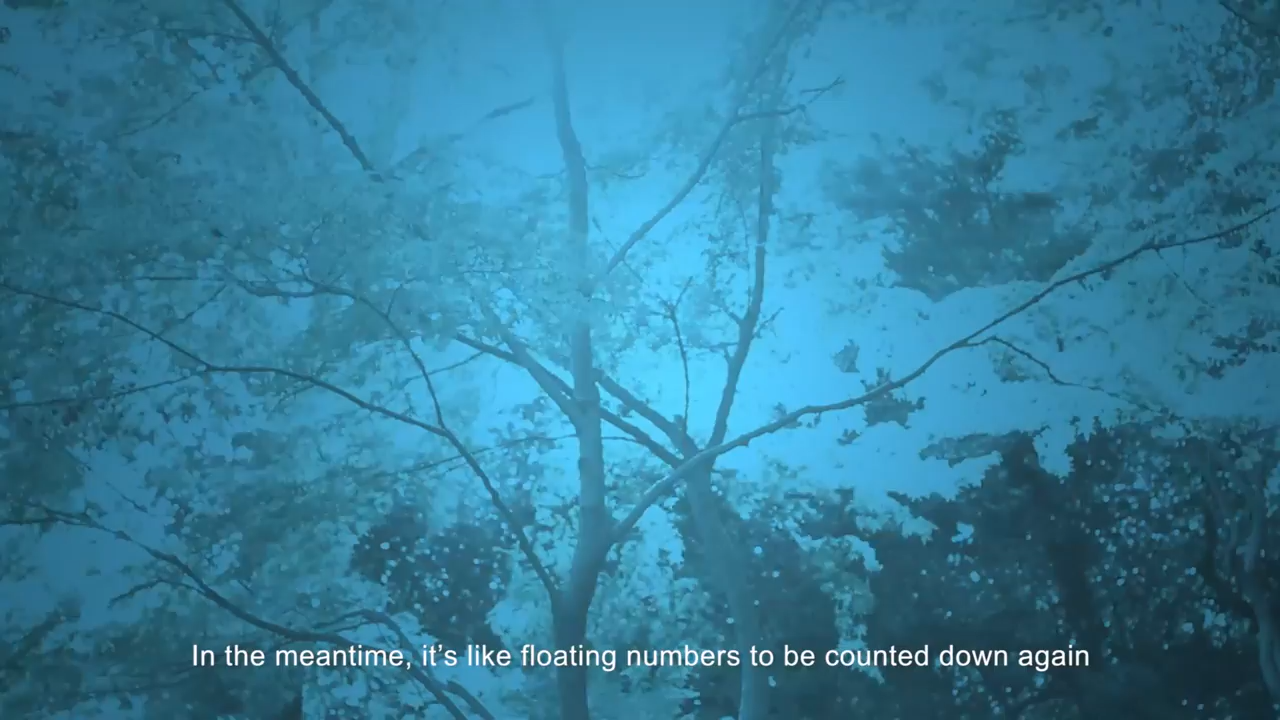 In the meantime, it’s like floating numbers to be counted down again